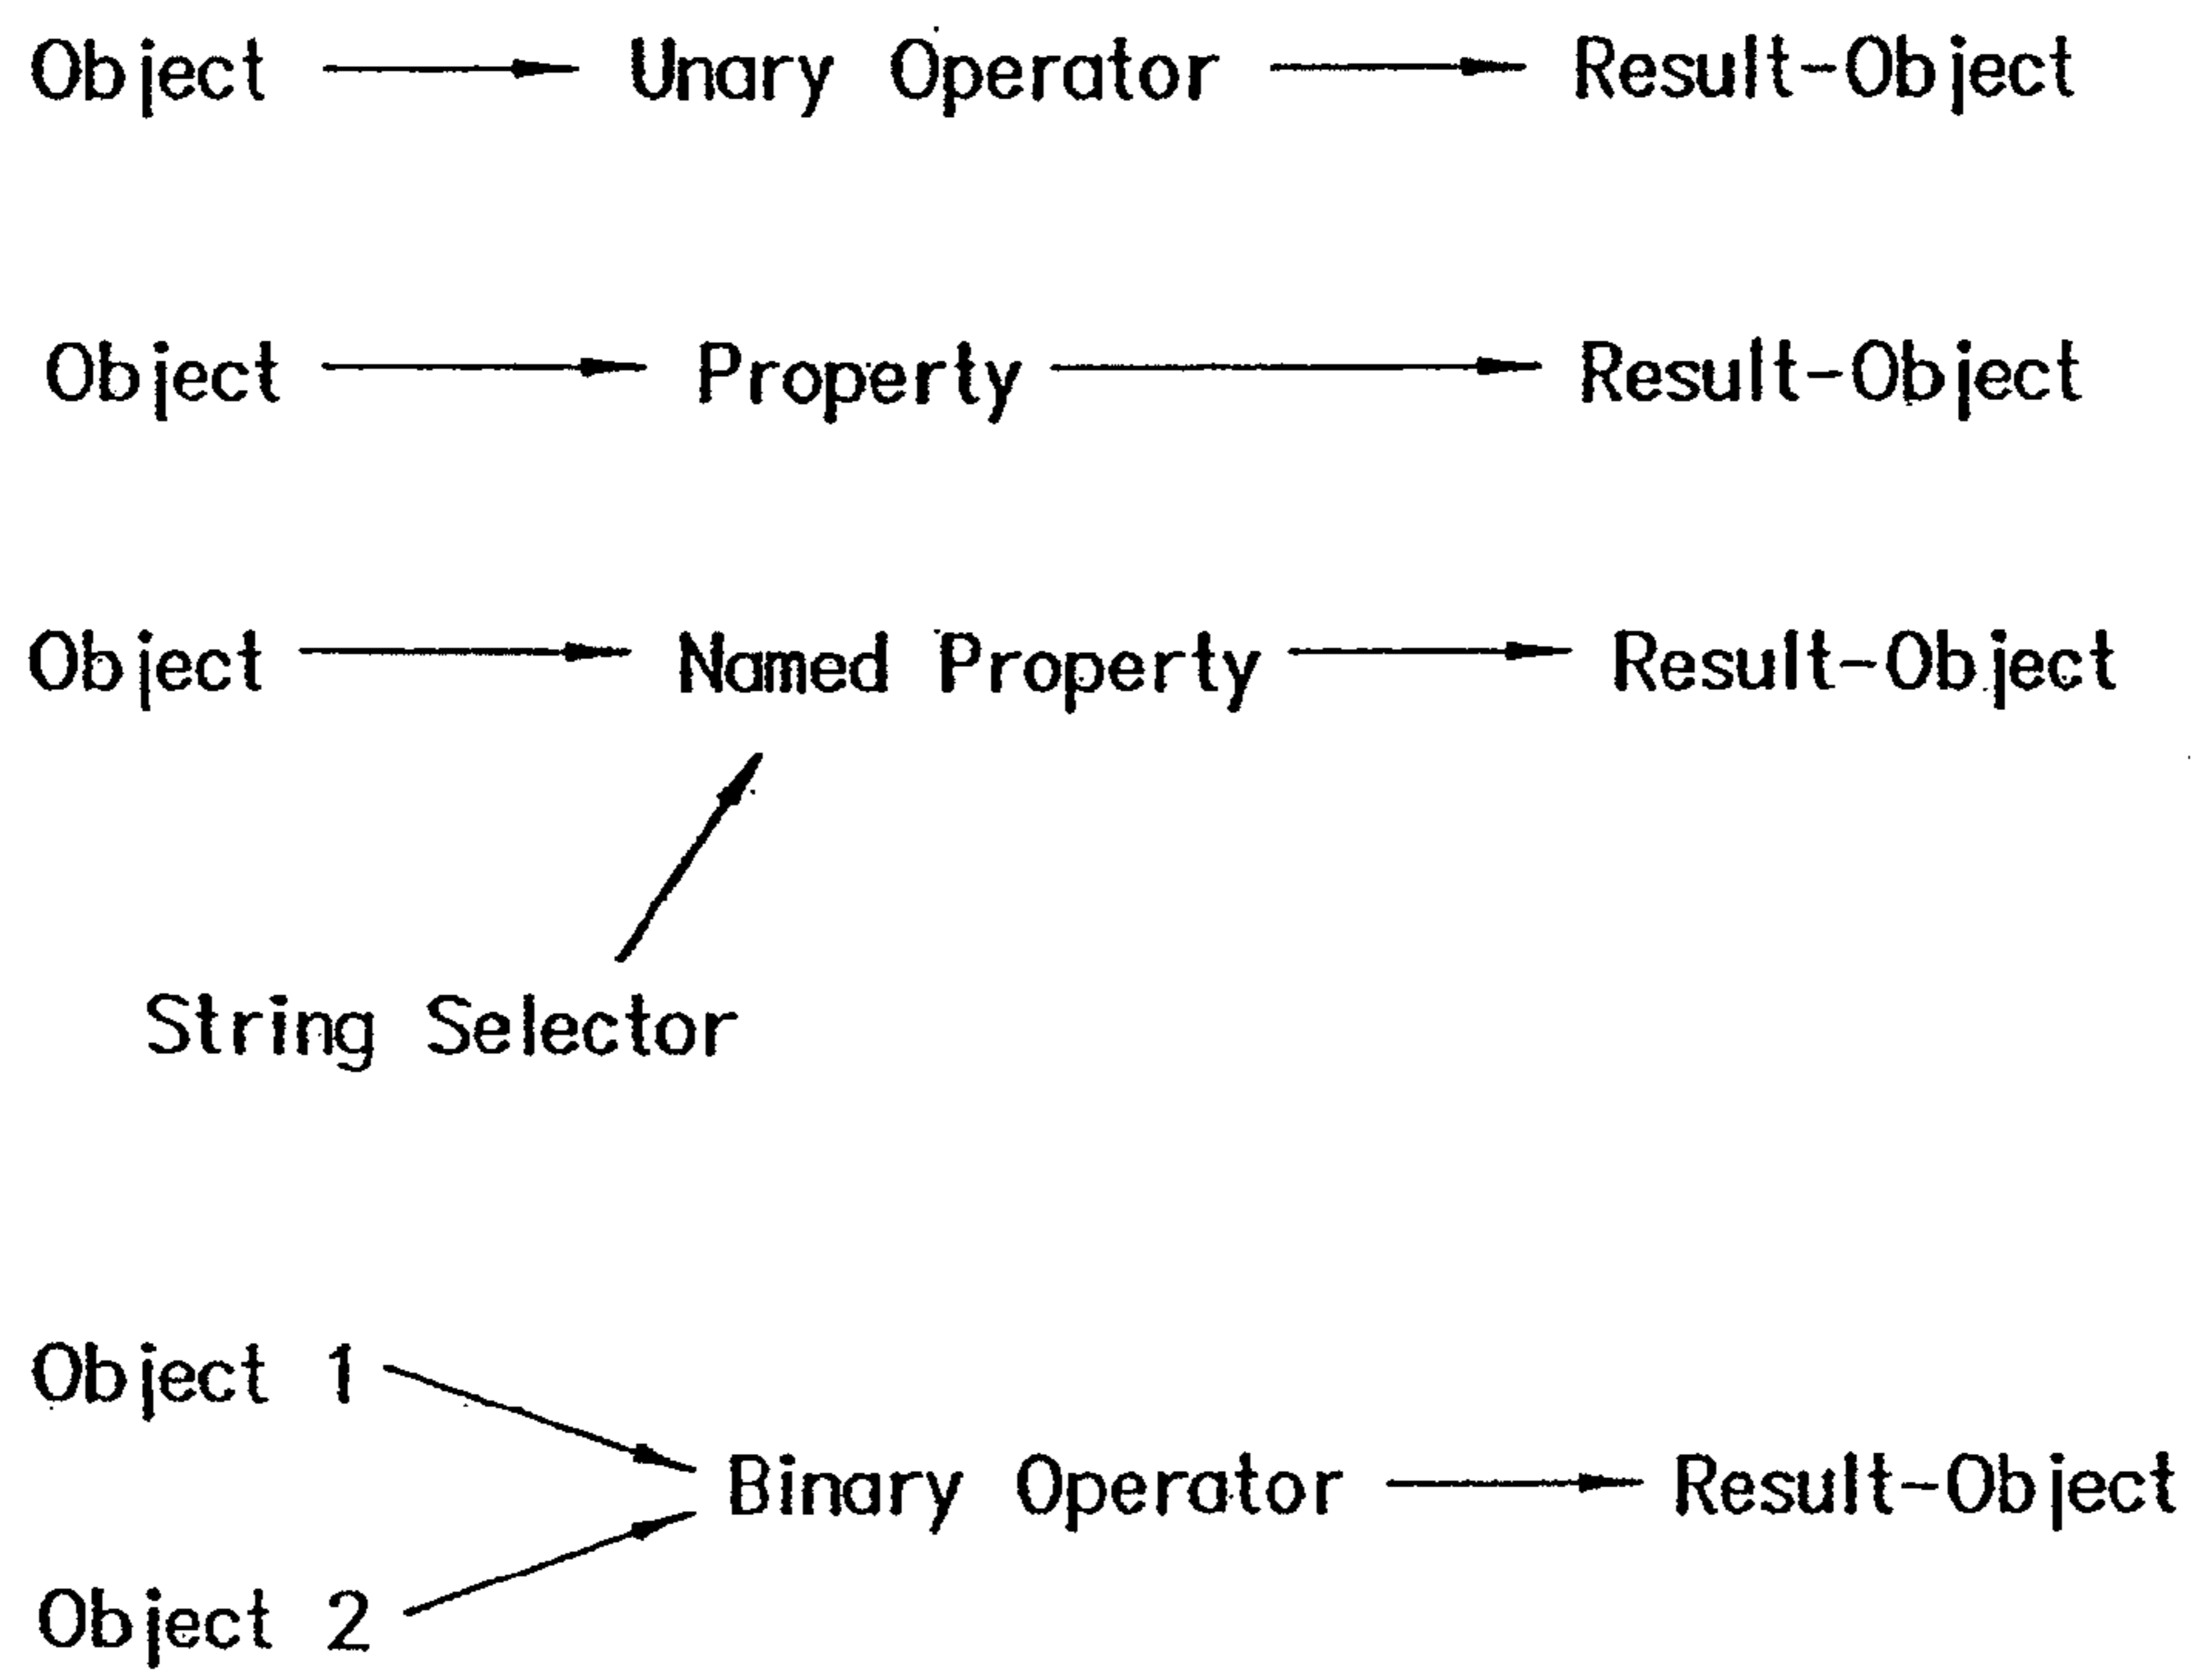 Object Unary Operator Result-Object
Object Property Result-Object
Object Named Property Result-Object
String Selector
Object 1
Binary Operator Result-Object
Object 2